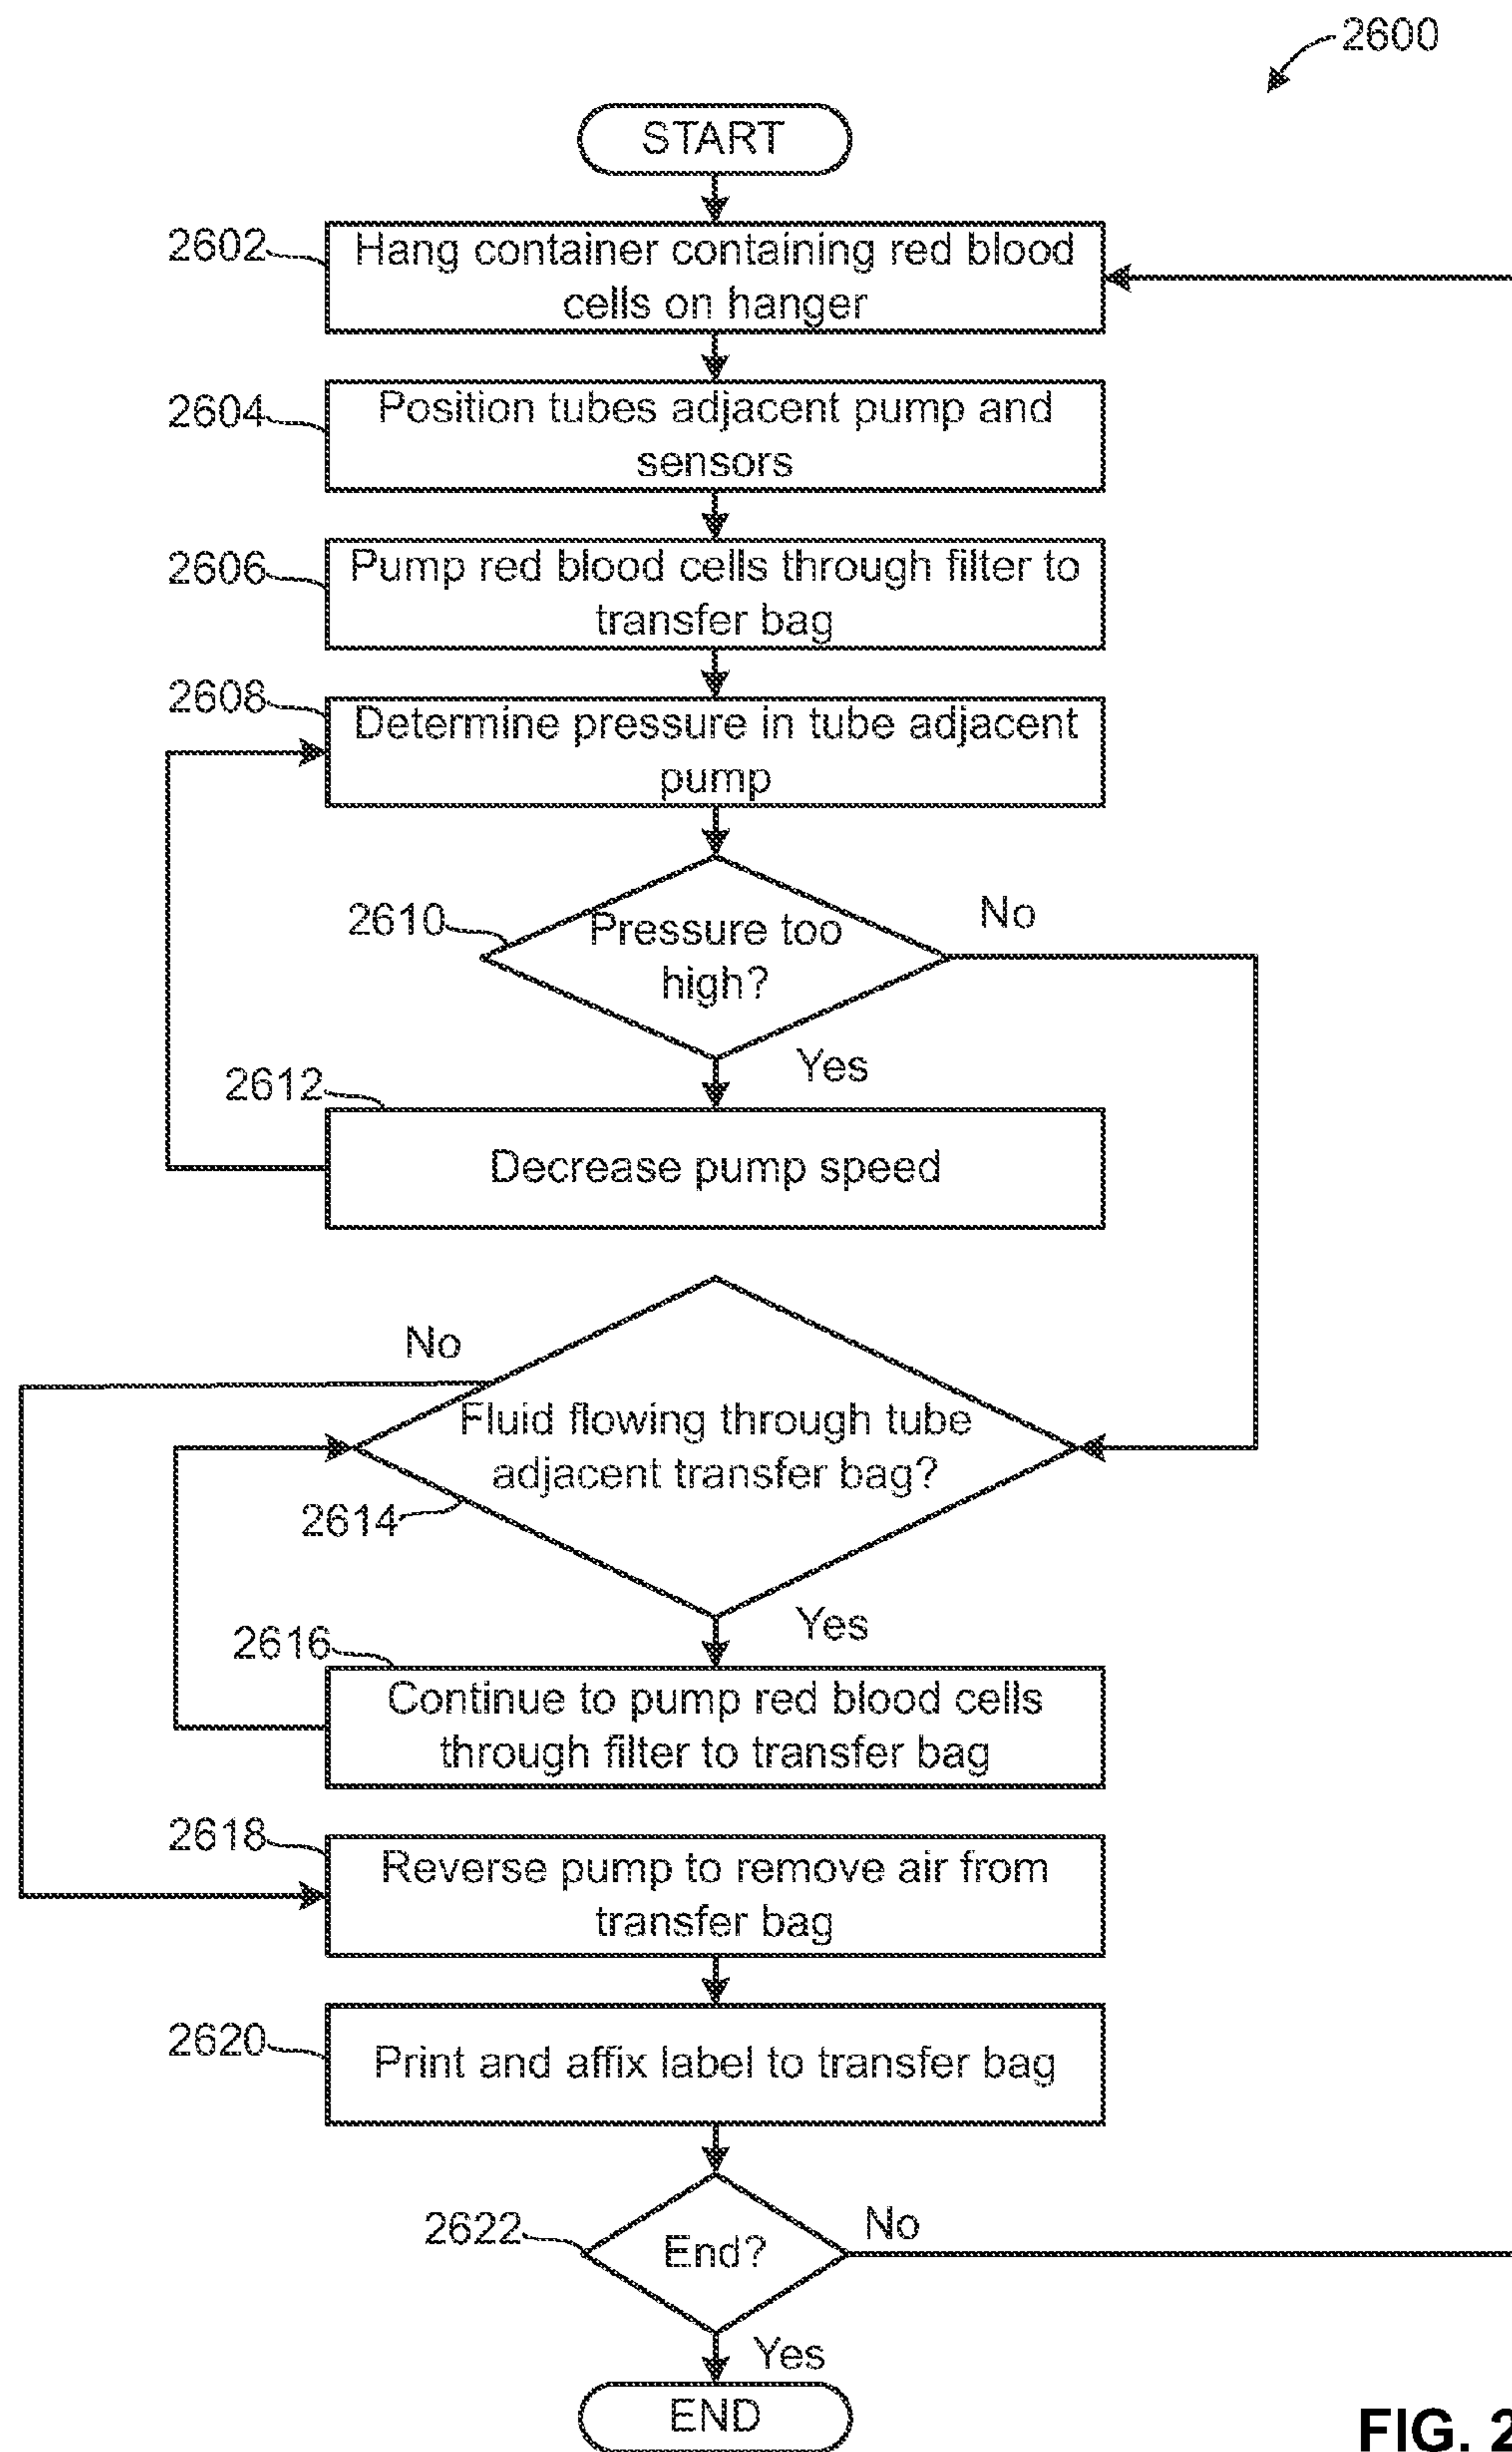 2600
START
2602
Hang container containing red blood
cells on hanger
2604
Position tubes adjacent pump and
sensors
2606
Pump red blood cells through filter to
transfer bag
2608
Determine pressure in tube adjacent
pump
2610
Pressure too
high?
No
Yes
2612
Decrease pump speed
No
Fluid flowing through tube
adjacent transfer bag?
2614
Yes
2616
Continue to pump red blood cells
through filter to transfer bag
2618
Reverse pump to remove air from
transfer bag
2620
Print and affix label to transfer bag
2622
End?
No
Yes
END
FIG. 2